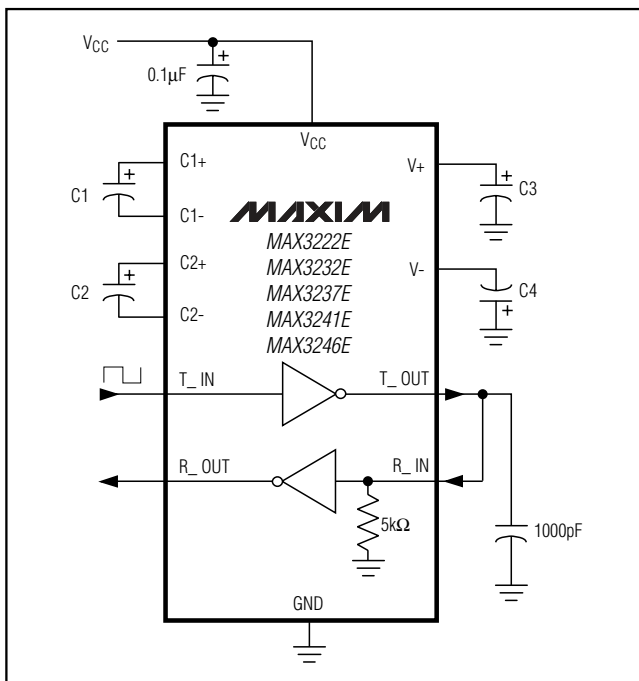 VCC
0.1µF
VCC
C1+
V+
C1
C3
C1-
MAXIM
MAX3222E
C2+
MAX3232E
V-
C2
MAX3237E
C4
C2-
MAX3241E
MAX3246E
T_ IN
T_ OUT
R_ OUT
R_ IN
5kΩ
1000pF
GND